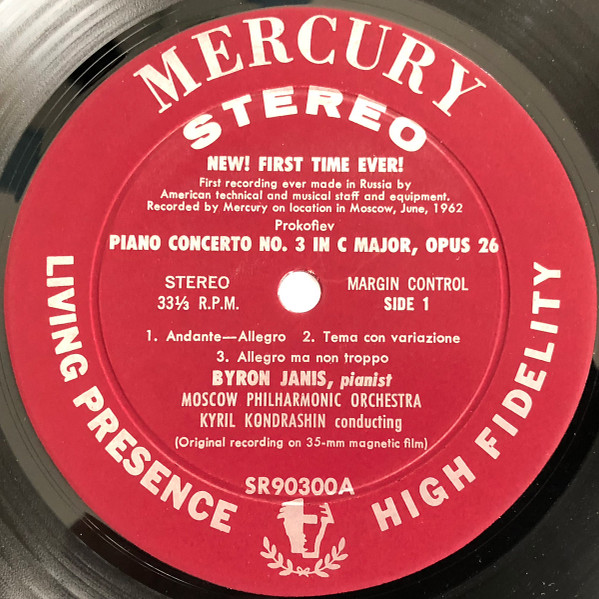 MERCURY
STEREO
NEW! FIRST TIME EVER!
First recording ever made in Russia by
American technical and musical staff and equipment.
Recorded by Mercury on location in Moscow, June, 1962
Prokofiev
PIANO CONCERTO NO. 3 IN C MAJOR, OPUS 26
STEREO
33⅓ R.P.M.
MARGIN CONTROL
SIDE 1
1. Andante—Allegro 2. Tema con variazione
3. Allegro ma non troppo
BYRON JANIS, pianist
MOSCOW PHILHARMONIC ORCHESTRA
KYRIL KONDRASHIN conducting
(Original recording on 35-mm magnetic film)
SR90300A
LIVING PRESENCE
HIGH FIDELITY